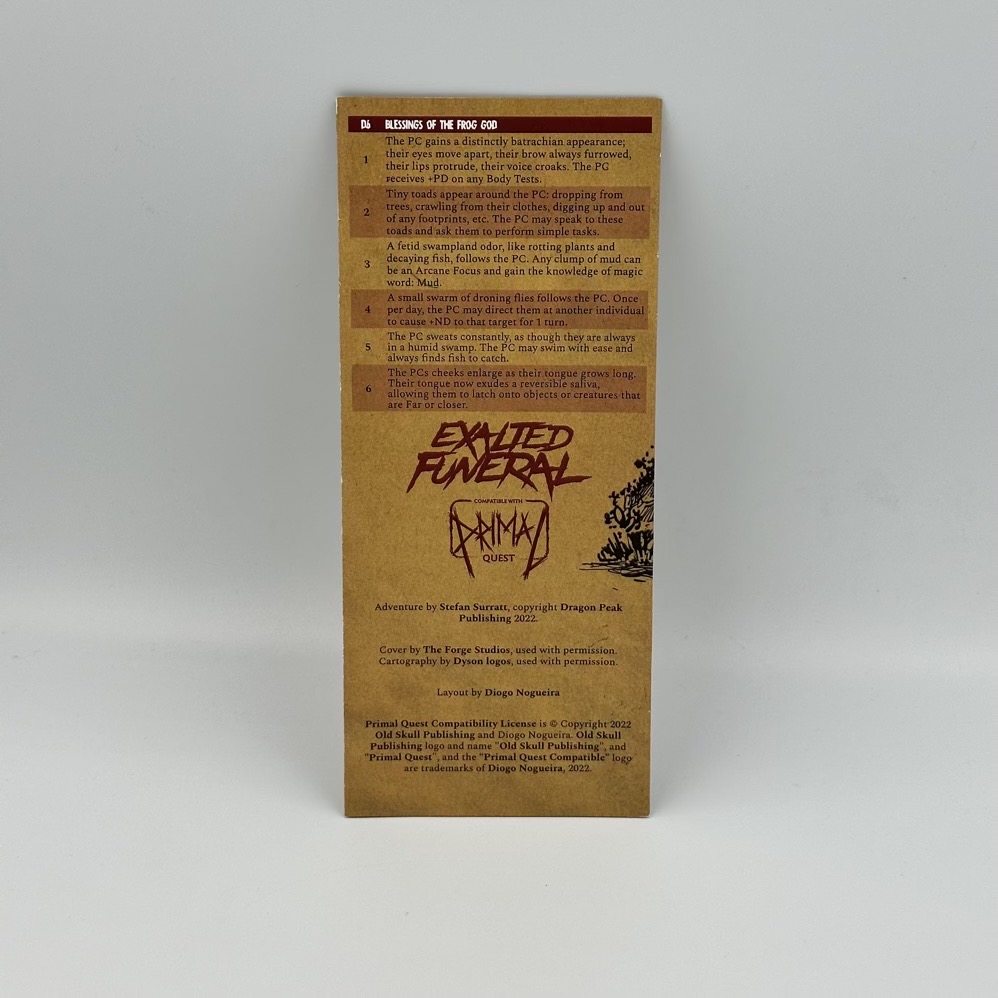 D6 BLESSINGS OF THE FROG GOD
The PC gains a distinctly batrachian appearance;
their eyes move apart, their brow always furrowed,
1 their lips protrude, their voice croaks. The PC
receives +PD on any Body Tests.
Tiny toads appear around the PC: dropping from
trees, crawling from their clothes, digging up and out
2 of any footprints, etc. The PC may speak to these
toads and ask them to perform simple tasks.
A fetid swampland odor, like rotting plants and
decaying fish, follows the PC. Any clump of mud can
3 be an Arcane Focus and gain the knowledge of magic
word: Mud.
A small swarm of droning flies follows the PC. Once
4 per day, the PC may direct them at another individual
to cause +ND to that target for 1 turn.
The PC sweats constantly, as though they are always
5 in a humid swamp. The PC may swim with ease and
always finds fish to catch.
The PCs cheeks enlarge as their tongue grows long.
Their tongue now exudes a reversible saliva,
6 allowing them to latch onto objects or creatures that
are Far or closer.
EXALTED
FUNERAL
COMPATIBLE WITH
PRIMAL
QUEST
Adventure by Stefan Surratt, copyright Dragon Peak
Publishing 2022.
Cover by The Forge Studios, used with permission.
Cartography by Dyson logos, used with permission.
Layout by Diogo Nogueira
Primal Quest Compatibility License is © Copyright 2022
Old Skull Publishing and Diogo Nogueira. Old Skull
Publishing logo and name "Old Skull Publishing", and
"Primal Quest", and the "Primal Quest Compatible" logo
are trademarks of Diogo Nogueira, 2022.